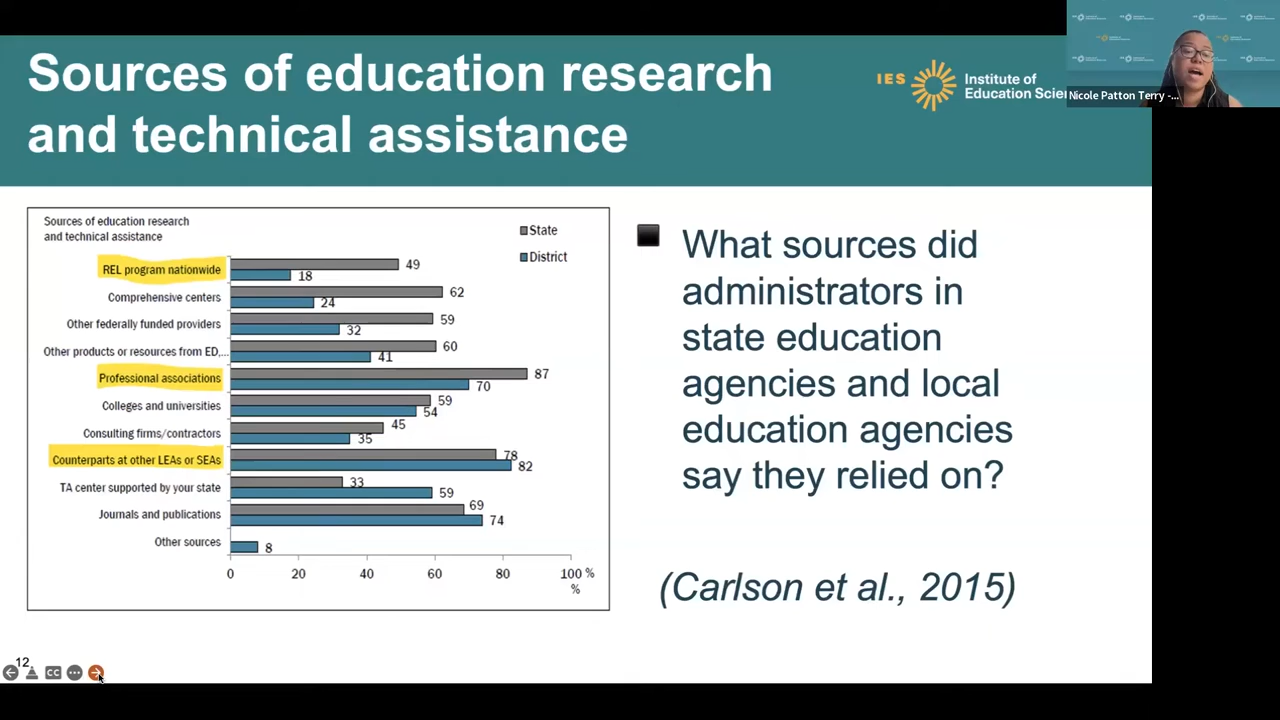 Sources of education research
and technical assistance
IES
Institute of
Education Scien
Nicole Patton Terry -...
Sources of education research
and technical assistance
State
District
REL program nationwide
49
18
Comprehensive centers
62
24
Other federally funded providers
59
32
Other products or resources from ED,...
60
41
Professional associations
87
70
Colleges and universities
59
54
Consulting firms/contractors
45
35
Counterparts at other LEAs or SEAs
78
82
TA center supported by your state
33
59
Journals and publications
69
74
Other sources
8
0 20 40 60 80 100 %
%
What sources did
administrators in
state education
agencies and local
education agencies
say they relied on?
(Carlson et al., 2015)
12
CC